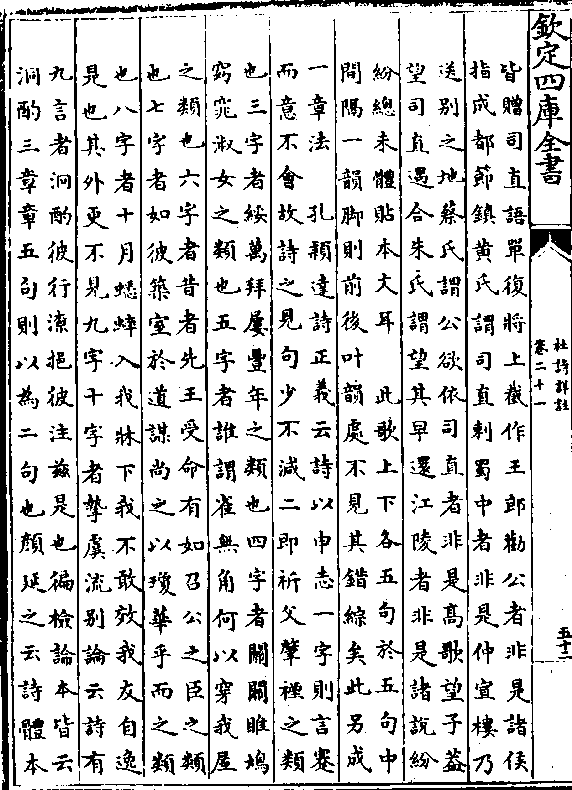 欽定四庫全書
皆贈司直語單復將上截作王郎勸公者非是諸侯
指成都節鎮黄氏謂司直刺蜀中者非是仲宣樓乃
送别之地蔡氏謂公欲依司直者非是高歌望子蓋
望司直遇合朱氏謂望其早還江陵者非是諸說紛
紛總未體貼本文耳　此歌上下各五句於五句中
間隔一韻脚則前後叶韻處不見其錯綜矣此另成
一章法　孔穎達詩正義云詩以申志一字則言蹇
而意不會故詩之見句少不減二即祈父肇禋之類
也三字者綏萬邦屢豐年之類也四字者關關雎鳩
窈窕淑女之類也五字者誰謂雀無角何以穿我屋
之類也六字者昔者先王受命有如召公之臣之類
也七字者如彼築室於道謀尚之以瓊華乎而之類
也八字者十月蟋蟀入我牀下我不敢效我友自逸
是也其外更不見九字十字者摯虞流别論云詩有
九言者泂酌彼行潦挹彼注兹是也徧檢論本皆云
泂酌三章章五句則以為二句也顔延之云詩體本
杜詩詳註
卷二十一
五十二